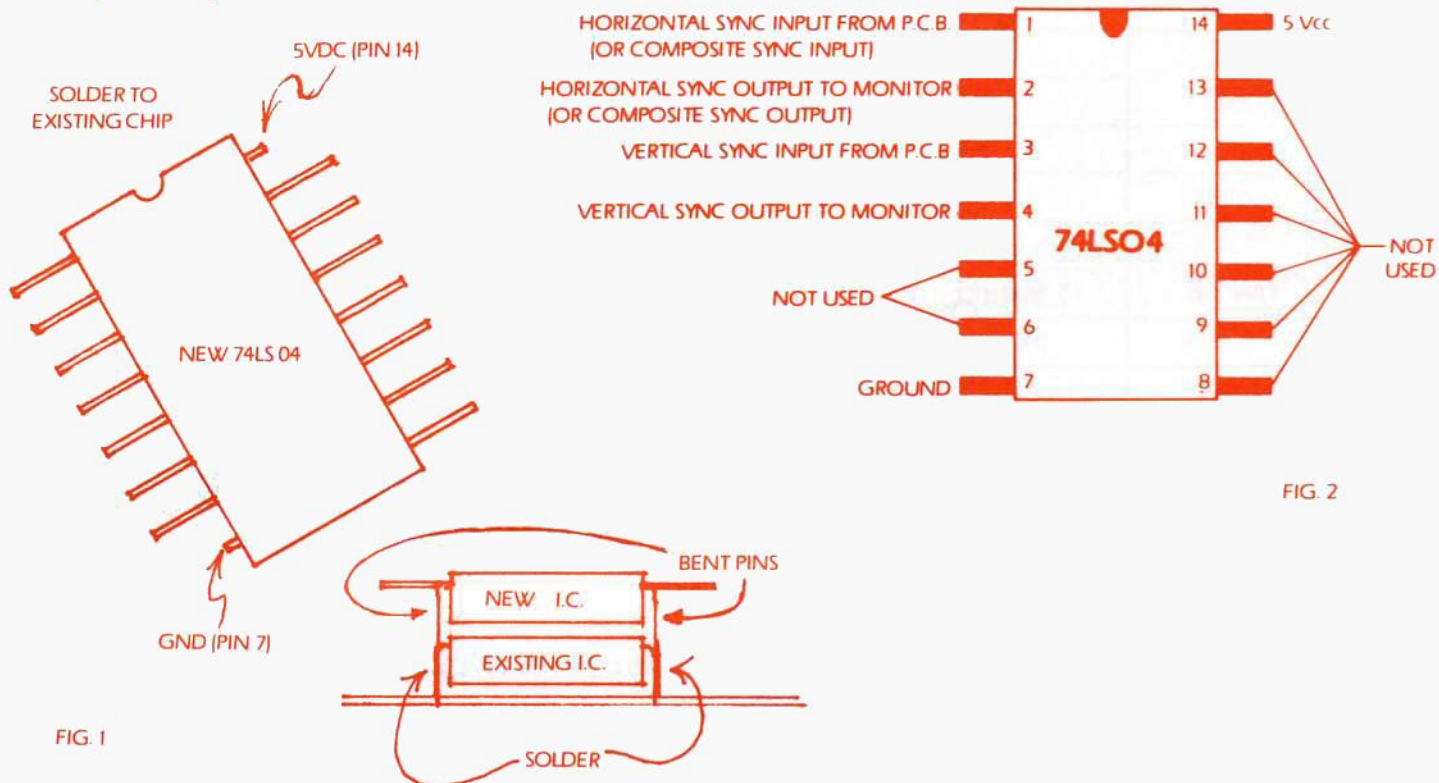 5VDC (PIN 14)
SOLDER TO
EXISTING CHIP
NEW 74LS 04
GND (PIN 7)
BENT PINS
NEW I.C.
EXISTING I.C.
SOLDER
FIG. 1
HORIZONTAL SYNC INPUT FROM P.C.B.
(OR COMPOSITE SYNC INPUT)
HORIZONTAL SYNC OUTPUT TO MONITOR
(OR COMPOSITE SYNC OUTPUT)
VERTICAL SYNC INPUT FROM P.C.B
VERTICAL SYNC OUTPUT TO MONITOR
NOT USED
GROUND
1
2
3
4
5
6
7
74LS04
14
13
12
11
10
9
8
5 Vcc
NOT
USED
FIG. 2